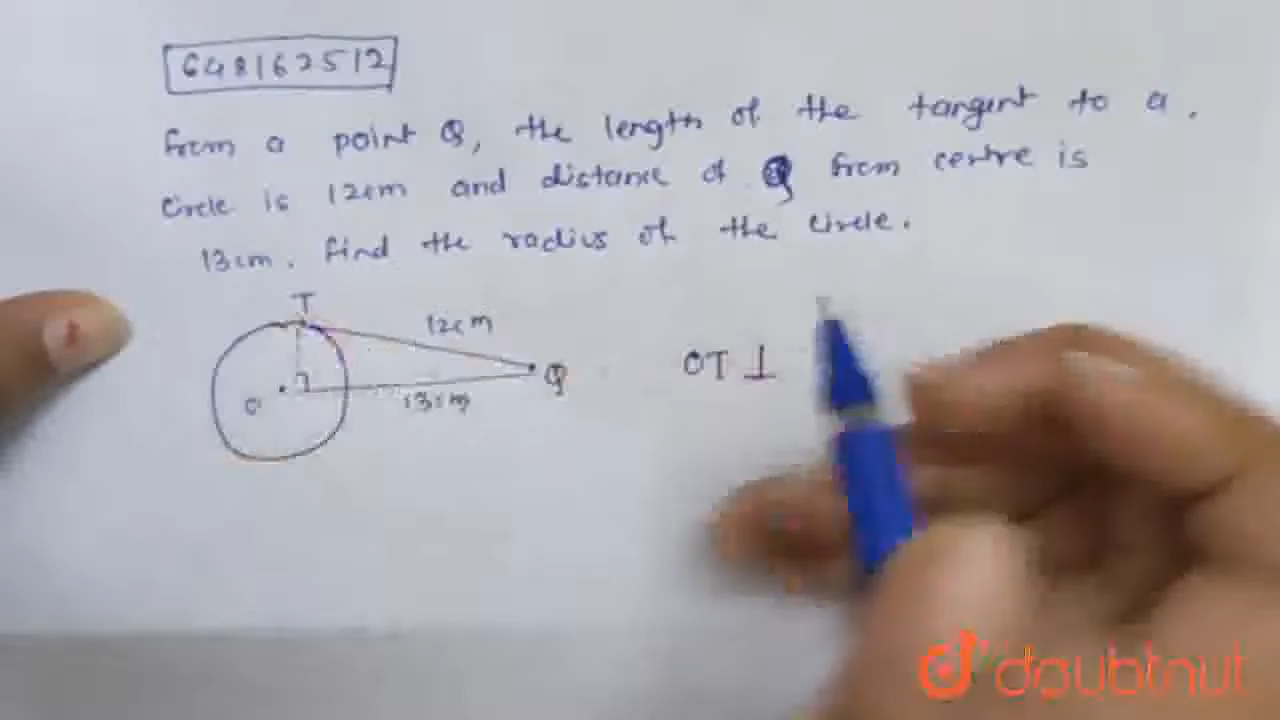 648162512
from a point Q, the length of the tangent to a.
circle is 12cm and distance of Q from centre is
13cm. find the radius of the circle.
T
12cm
Q
OT ⊥
O
13cm
doubtnut